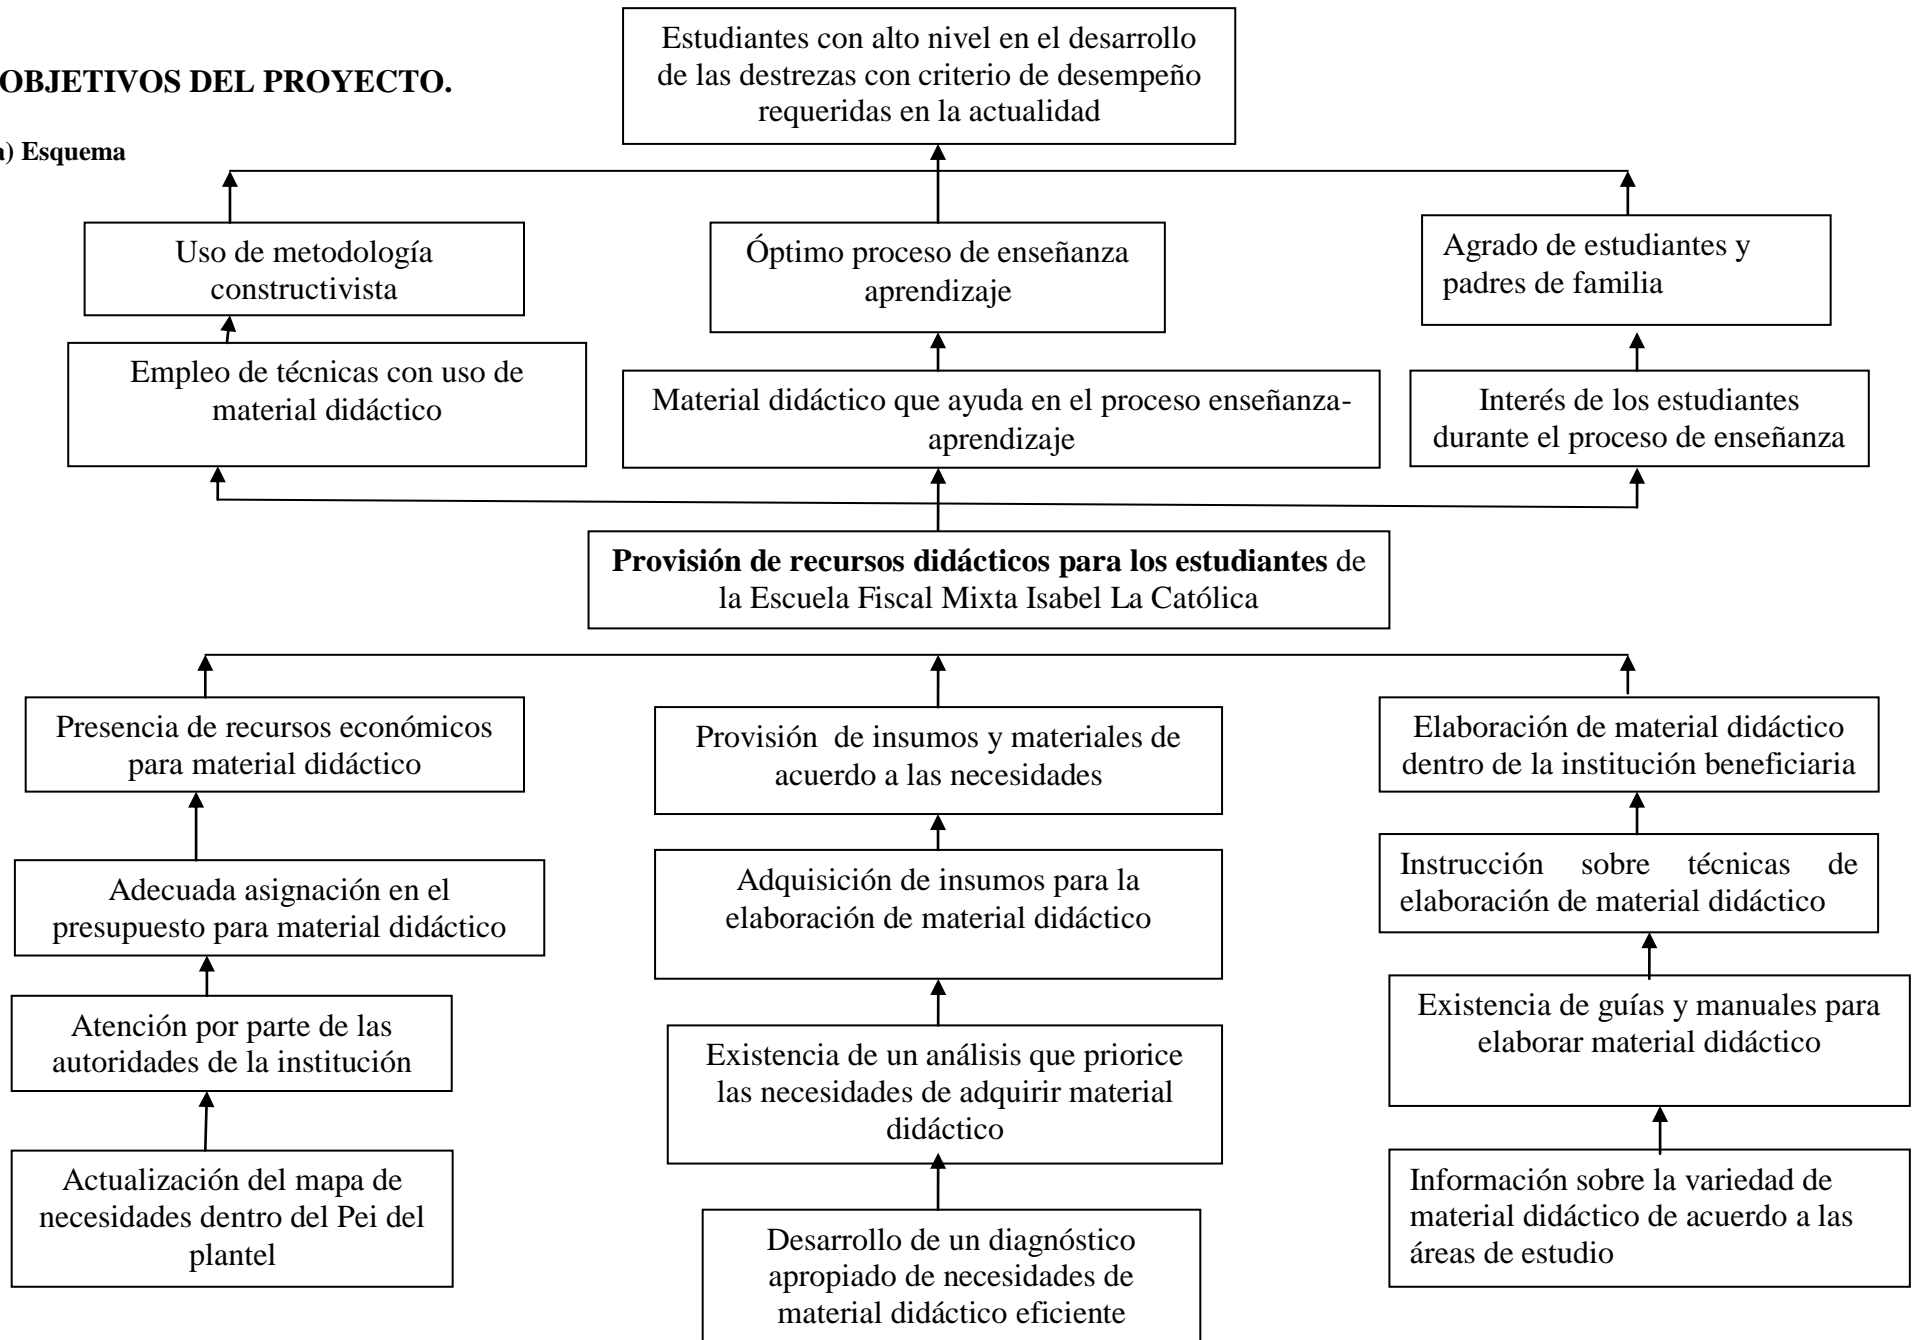 Estudiantes con alto nivel en el desarrollo
de las destrezas con criterio de desempeño
requeridas en la actualidad
OBJETIVOS DEL PROYECTO.
a) Esquema
Uso de metodología
constructivista
Óptimo proceso de enseñanza
aprendizaje
Agrado de estudiantes y
padres de familia
Empleo de técnicas con uso de
material didáctico
Material didáctico que ayuda en el proceso enseñanza-
aprendizaje
Interés de los estudiantes
durante el proceso de enseñanza
Provisión de recursos didácticos para los estudiantes de
la Escuela Fiscal Mixta Isabel La Católica
Presencia de recursos económicos
para material didáctico
Provisión de insumos y materiales de
acuerdo a las necesidades
Elaboración de material didáctico
dentro de la institución beneficiaria
Adecuada asignación en el
presupuesto para material didáctico
Adquisición de insumos para la
elaboración de material didáctico
Instrucción sobre técnicas de
elaboración de material didáctico
Atención por parte de las
autoridades de la institución
Existencia de un análisis que priorice
las necesidades de adquirir material
didáctico
Existencia de guías y manuales para
elaborar material didáctico
Actualización del mapa de
necesidades dentro del Pei del
plantel
Desarrollo de un diagnóstico
apropiado de necesidades de
material didáctico eficiente
Información sobre la variedad de
material didáctico de acuerdo a las
áreas de estudio